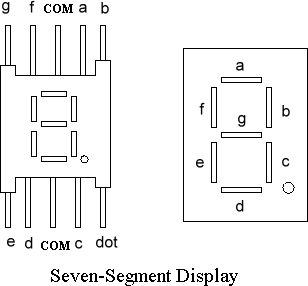 g f COM a b
a
f b
g
e c
d
e d COM c dot
Seven-Segment Display